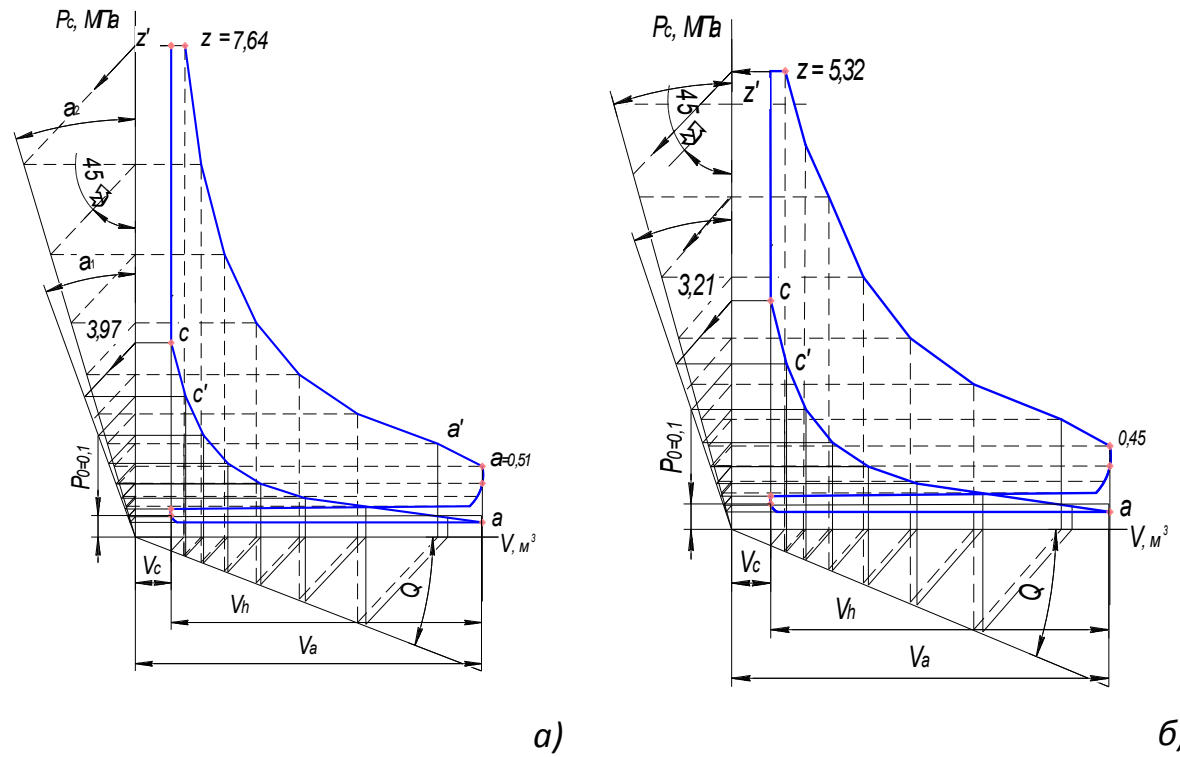 Pc, МПа
z'
z = 7,64
a₂
45
a₁
3,97
c
c'
a'
a=0,51
P0=0,1
a
V, м³
Vc
Q
Vh
Va
а)
Pc, МПа
z = 5,32
z'
45
3,21
c
c'
0,45
P0=0,1
a
V, м³
Vc
Q
Vh
Va
б)